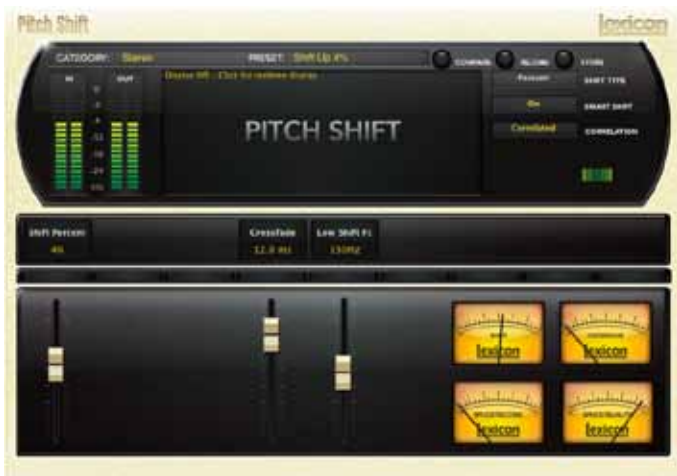 Pitch Shift
lexicon
CATEGORY: Stereo
PRESET: Shift Up 4%
COMPARE
RELOAD
STORE
IN
OUT
Display Off - Click for realtime display
PITCH SHIFT
Percent
SHIFT TYPE
On
SMART SHIFT
Correlated
CORRELATION
Shift Percent
4%
Crossfade
12.0 ms
Low Shift Fr
130Hz
lexicon
lexicon
lexicon
lexicon